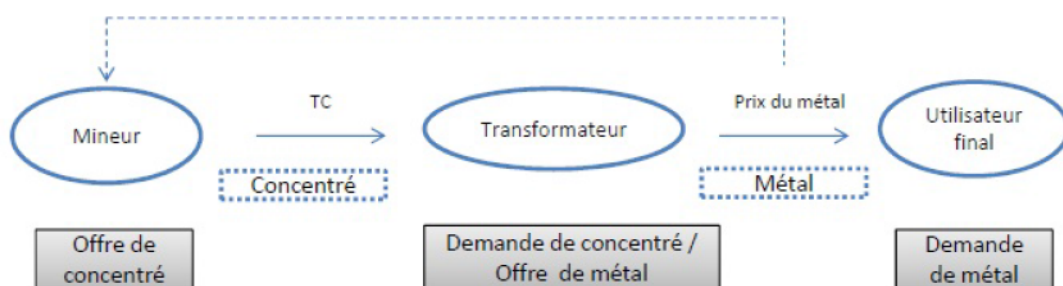 TC
Prix du métal
Mineur
Transformateur
Utilisateur
final
Concentré
Métal
Offre de
concentré
Demande de concentré /
Offre de métal
Demande
de métal